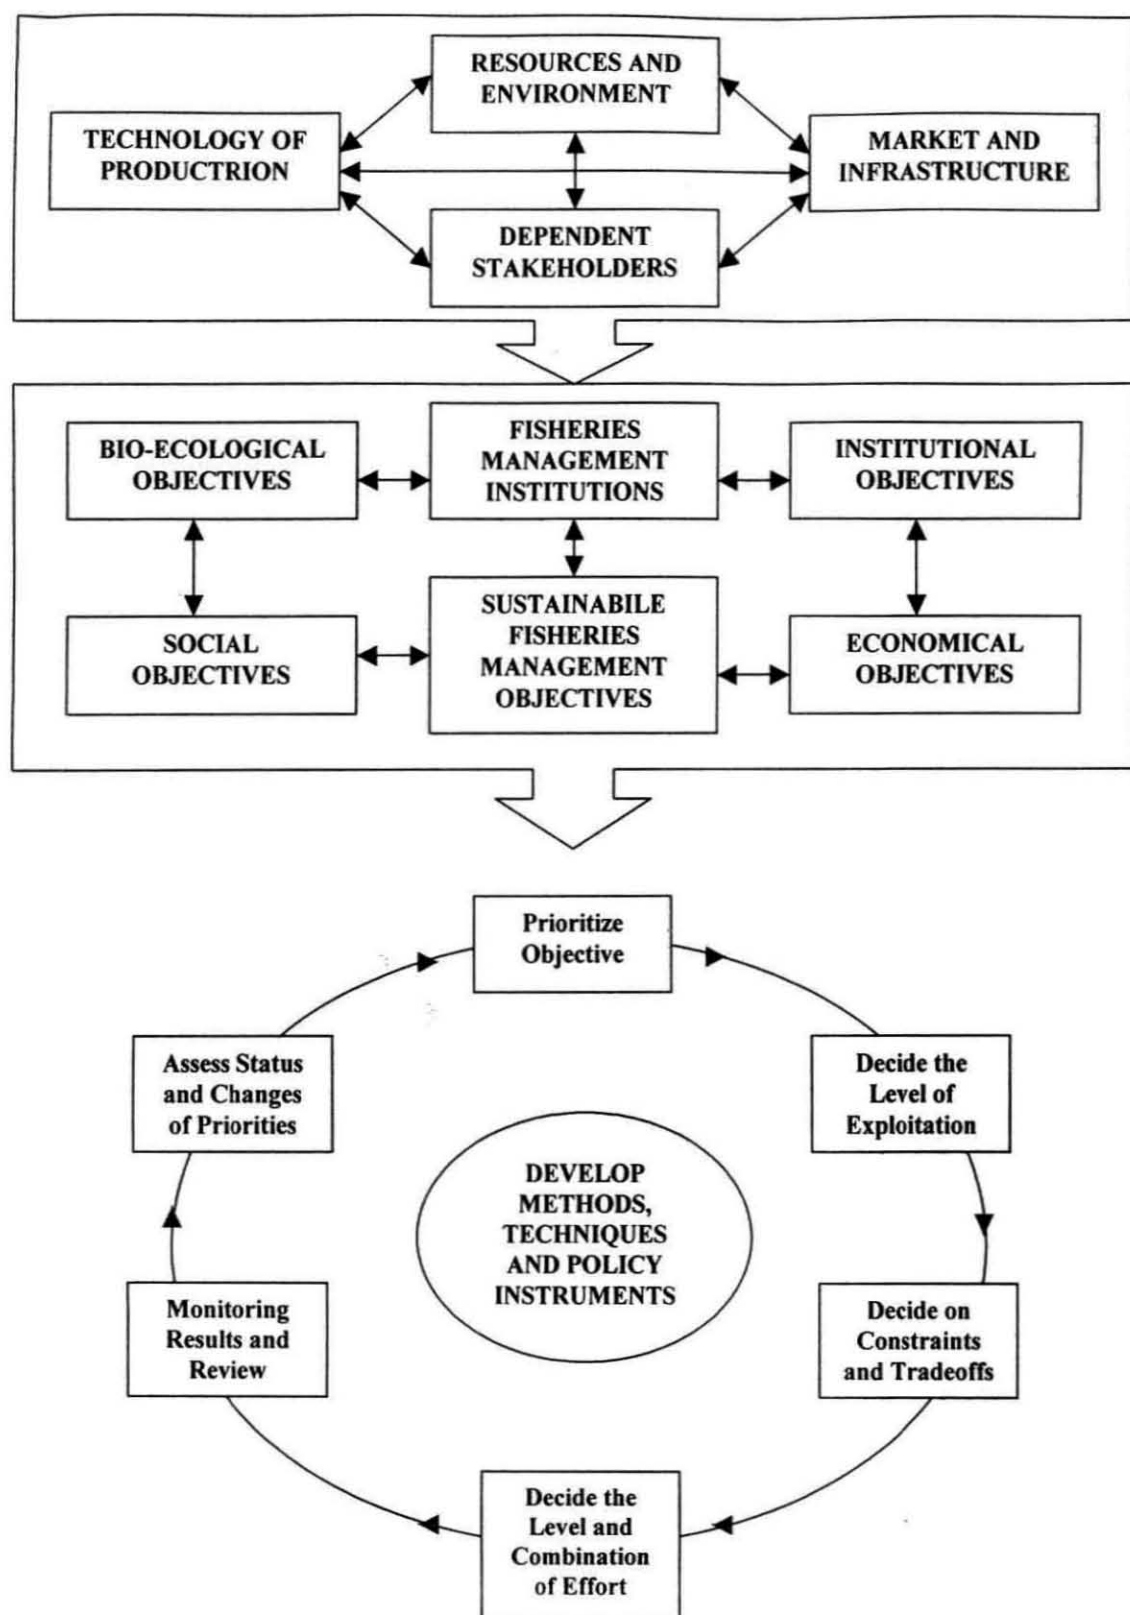 RESOURCES AND
ENVIRONMENT
TECHNOLOGY OF
PRODUCTRION
MARKET AND
INFRASTRUCTURE
DEPENDENT
STAKEHOLDERS
BIO-ECOLOGICAL
OBJECTIVES
FISHERIES
MANAGEMENT
INSTITUTIONS
INSTITUTIONAL
OBJECTIVES
SOCIAL
OBJECTIVES
SUSTAINABILE
FISHERIES
MANAGEMENT
OBJECTIVES
ECONOMICAL
OBJECTIVES
Prioritize
Objective
Assess Status
and Changes
of Priorities
Decide the
Level of
Exploitation
DEVELOP
METHODS,
TECHNIQUES
AND POLICY
INSTRUMENTS
Monitoring
Results and
Review
Decide on
Constraints
and Tradeoffs
Decide the
Level and
Combination
of Effort